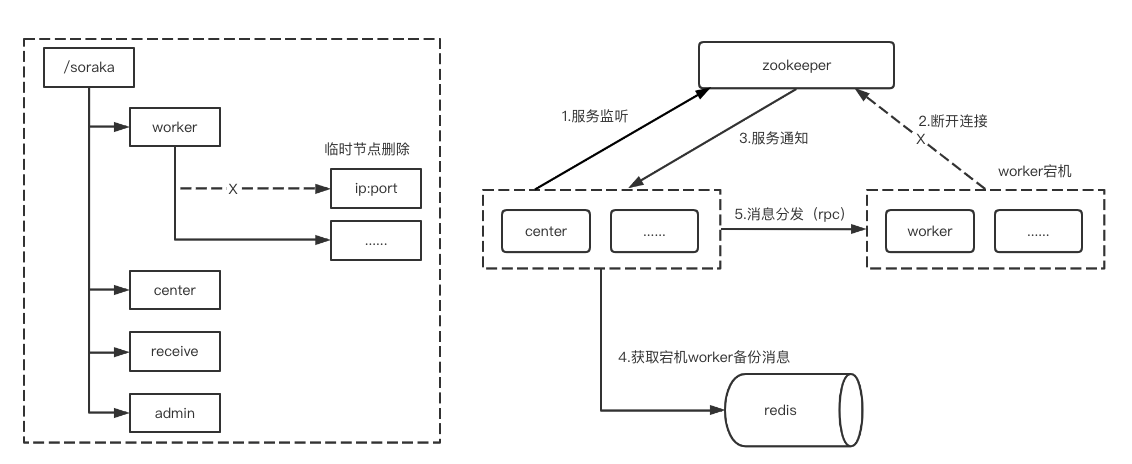 /soraka
worker
临时节点删除
X
ip:port
......
center
receive
admin
zookeeper
1.服务监听
3.服务通知
2.断开连接
X
worker宕机
center
......
5.消息分发（rpc）
worker
......
4.获取宕机worker备份消息
redis